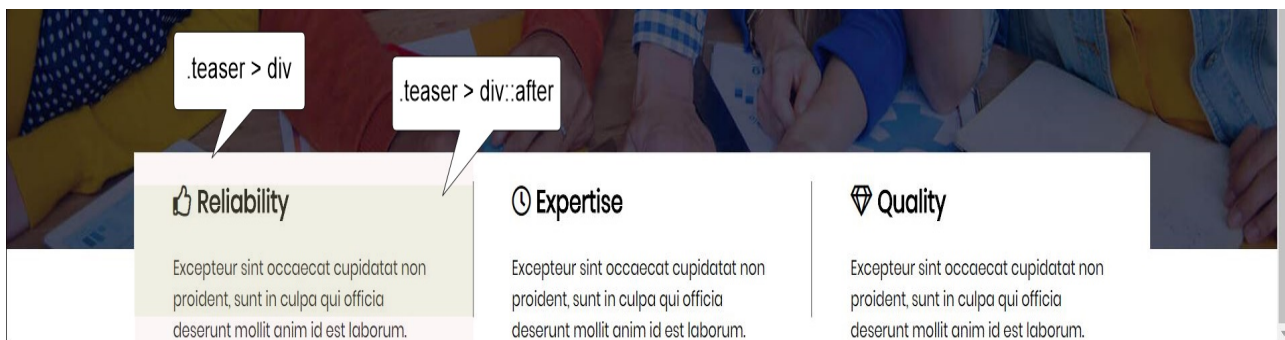 .teaser > div
.teaser > div::after
Reliability
Excepteur sint occaecat cupidatat non
proident, sunt in culpa qui officia
deserunt mollit anim id est laborum.
Expertise
Excepteur sint occaecat cupidatat non
proident, sunt in culpa qui officia
deserunt mollit anim id est laborum.
Quality
Excepteur sint occaecat cupidatat non
proident, sunt in culpa qui officia
deserunt mollit anim id est laborum.